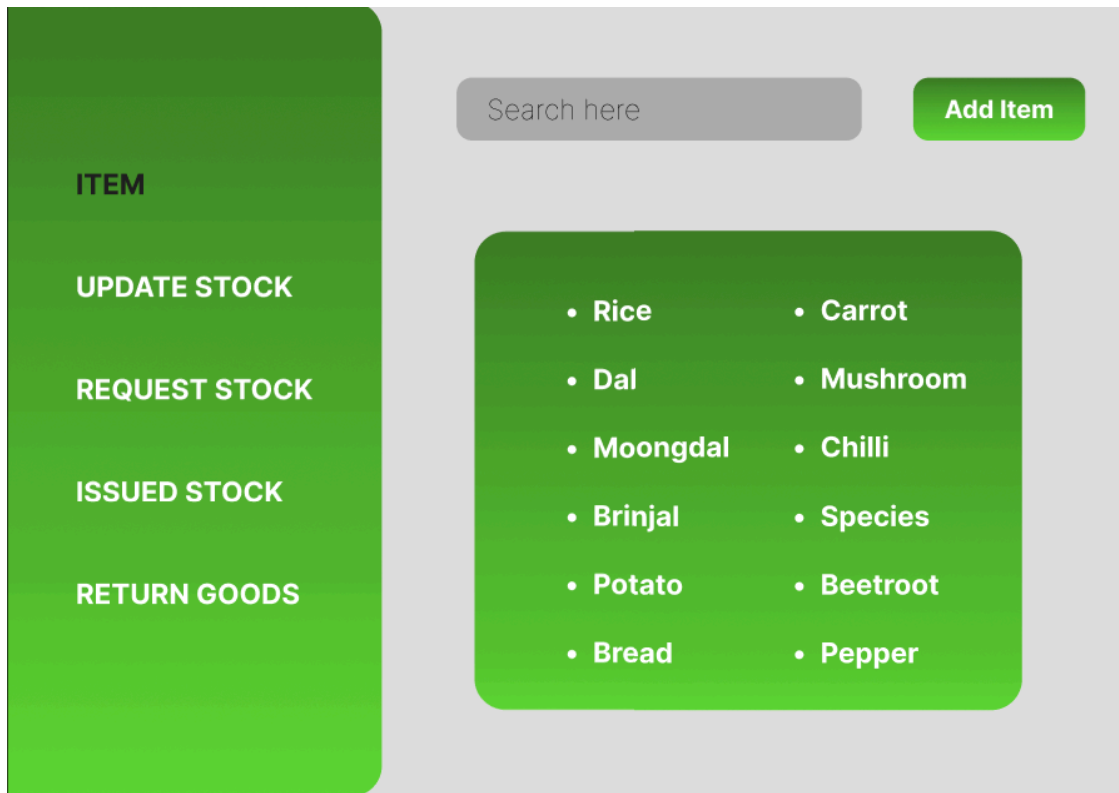 ITEM
UPDATE STOCK
REQUEST STOCK
ISSUED STOCK
RETURN GOODS
Search here
Add Item
• Rice
• Dal
• Moongdal
• Brinjal
• Potato
• Bread
• Carrot
• Mushroom
• Chilli
• Species
• Beetroot
• Pepper